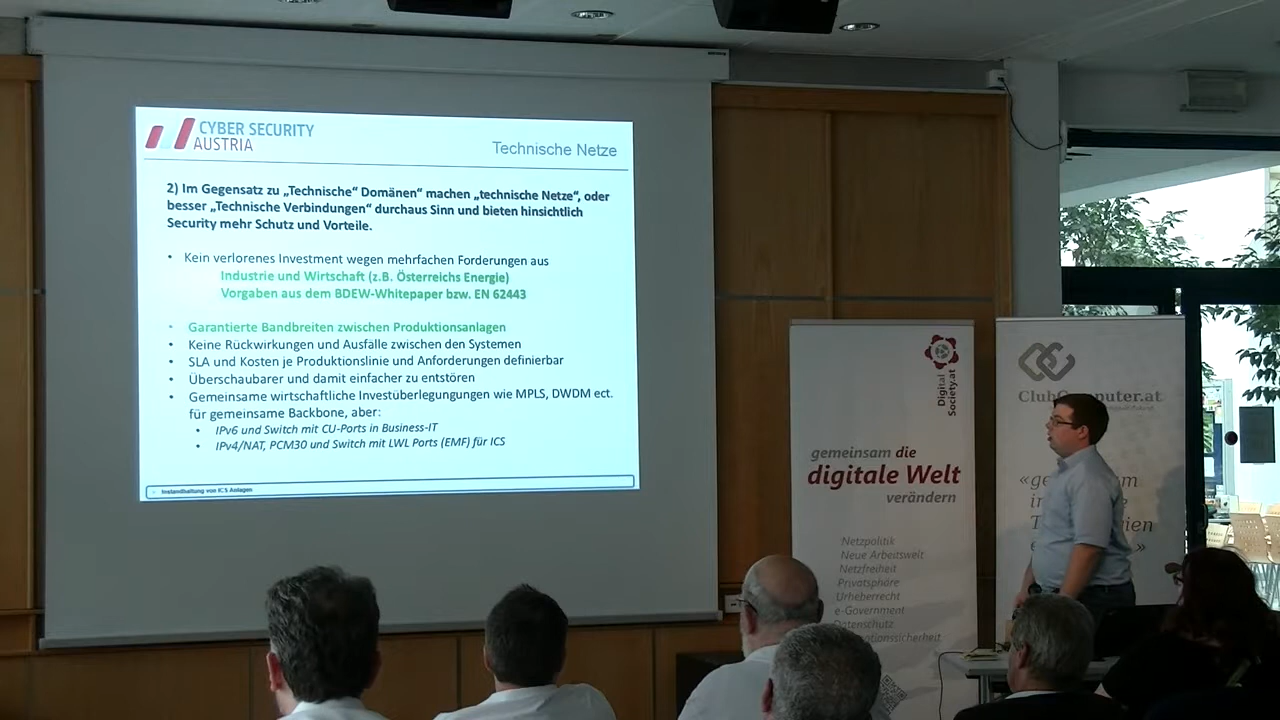 CYBER SECURITY
AUSTRIA
Technische Netze
2) Im Gegensatz zu „Technische“ Domänen“ machen „technische Netze“, oder
besser „Technische Verbindungen“ durchaus Sinn und bieten hinsichtlich
Security mehr Schutz und Vorteile.
• Kein verlorenes Investment wegen mehrfachen Forderungen aus
Industrie und Wirtschaft (z.B. Österreichs Energie)
Vorgaben aus dem BDEW-Whitepaper bzw. EN 62443
• Garantierte Bandbreiten zwischen Produktionsanlagen
• Keine Rückwirkungen und Ausfälle zwischen den Systemen
• SLA und Kosten je Produktionslinie und Anforderungen definierbar
• Überschaubarer und damit einfacher zu entstören
• Gemeinsame wirtschaftliche Investüberlegungen wie MPLS, DWDM ect.
für gemeinsame Backbone, aber:
• IPv6 und Switch mit CU-Ports in Business-IT
• IPv4/NAT, PCM30 und Switch mit LWL Ports (EMF) für ICS
Instandhaltung von ICS Anlagen
Digital
Society.at
gemeinsam die
digitale Welt
verändern
Netzpolitik
Neue Arbeitswelt
Netzfreiheit
Privatsphäre
Urheberrecht
e-Government
Datenschutz
ationssicherheit
ClubComputer.at